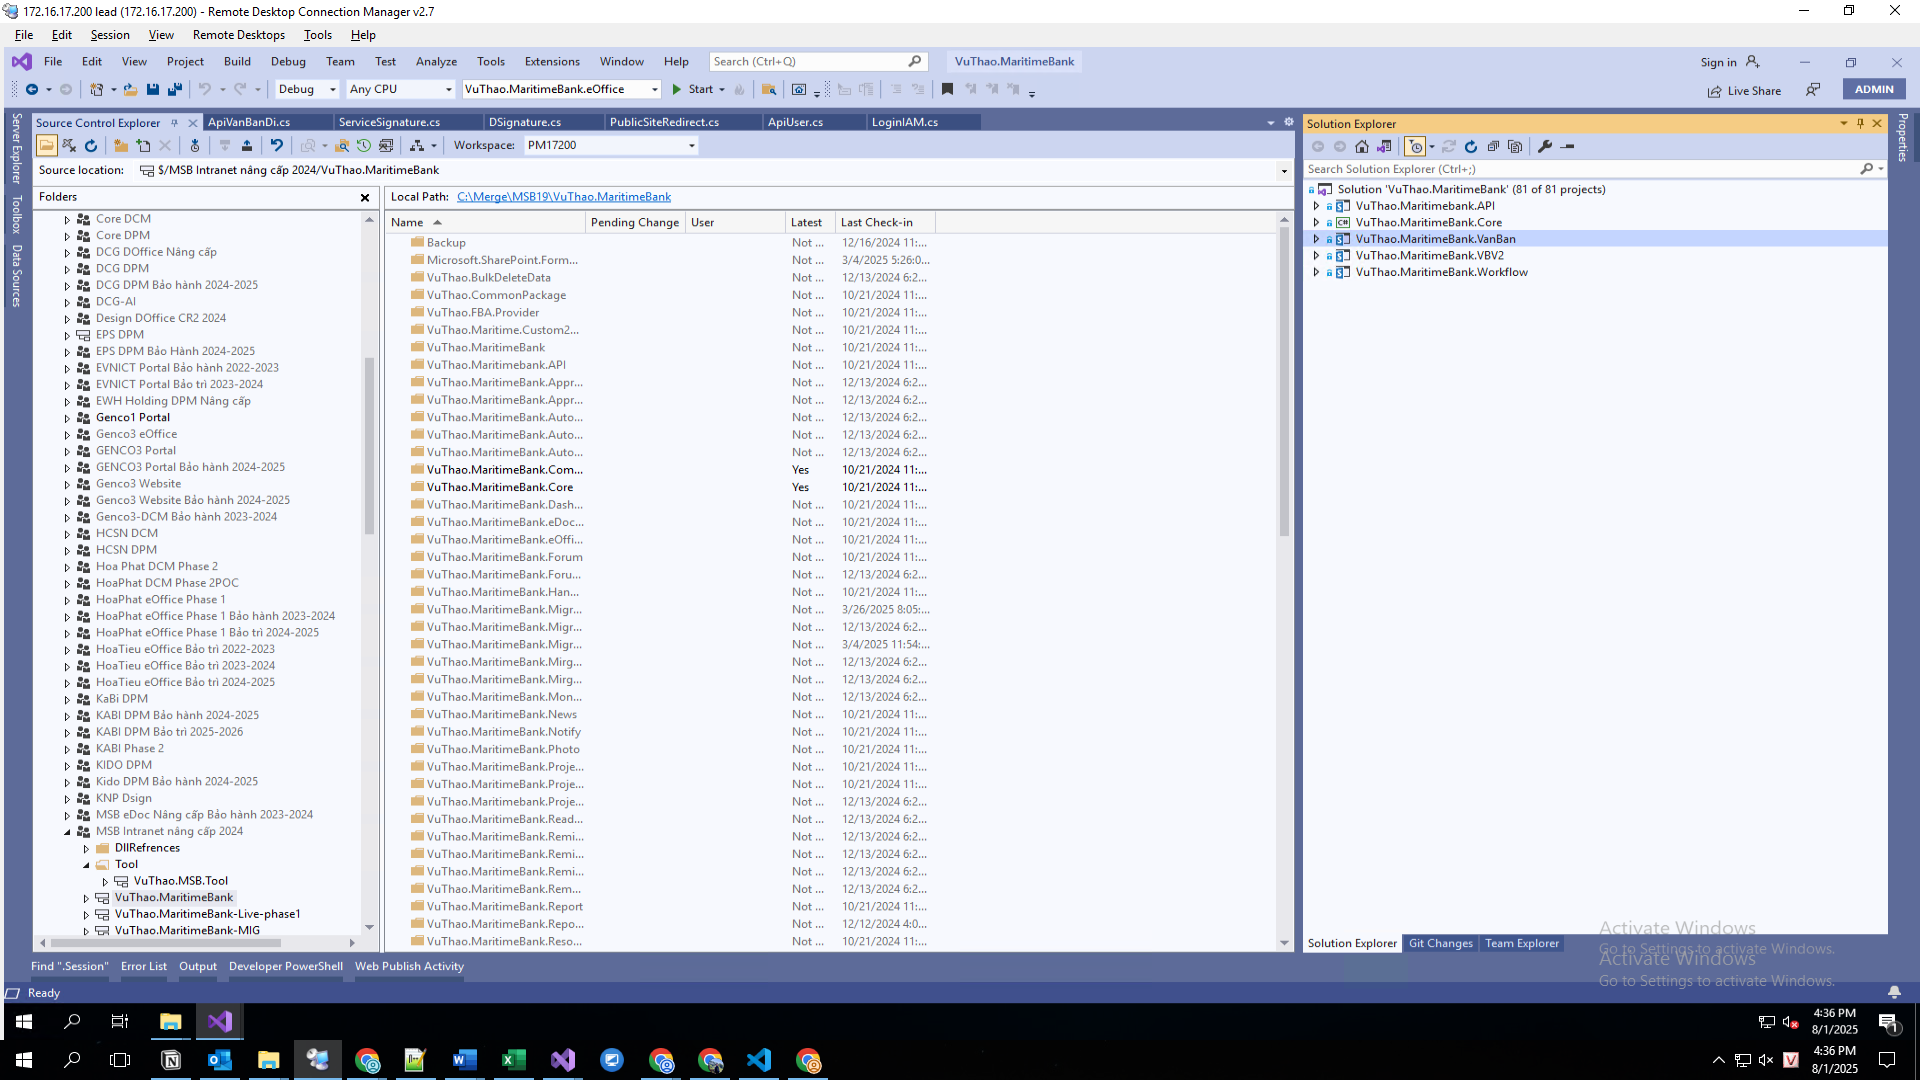 172.16.17.200 lead (172.16.17.200) - Remote Desktop Connection Manager v2.7
File Edit Session View Remote Desktops Tools Help
File Edit View Project Build Debug Team Test Analyze Tools Extensions Window Help Search (Ctrl+Q) VuThao.MaritimeBank Sign in
Debug Any CPU VuThao.MaritimeBank.eOffice Start Live Share ADMIN
Server Explorer
Toolbox
Data Sources
Source Control Explorer ApiVanBanDi.cs ServiceSignature.cs DSignature.cs PublicSiteRedirect.cs ApiUser.cs LoginIAM.cs
Workspace: PM17200
Source location: $/MSB Intranet nâng cấp 2024/VuThao.MaritimeBank
Folders
Core DCM
Core DPM
DCG DOffice Nâng cấp
DCG DPM
DCG DPM Bảo hành 2024-2025
DCG-AI
Design DOffice CR2 2024
EPS DPM
EPS DPM Bảo Hành 2024-2025
EVNICT Portal Bảo hành 2022-2023
EVNICT Portal Bảo trì 2023-2024
EWH Holding DPM Nâng cấp
Genco1 Portal
Genco3 eOffice
GENCO3 Portal
GENCO3 Portal Bảo hành 2024-2025
Genco3 Website
Genco3 Website Bảo hành 2024-2025
Genco3-DCM Bảo hành 2023-2024
HCSN DCM
HCSN DPM
Hoa Phat DCM Phase 2
HoaPhat DCM Phase 2POC
HoaPhat eOffice Phase 1
HoaPhat eOffice Phase 1 Bảo hành 2023-2024
HoaPhat eOffice Phase 1 Bảo trì 2024-2025
HoaTieu eOffice Bảo trì 2022-2023
HoaTieu eOffice Bảo trì 2023-2024
HoaTieu eOffice Bảo trì 2024-2025
KaBi DPM
KABI DPM Bảo hành 2024-2025
KABI DPM Bảo trì 2025-2026
KABI Phase 2
KIDO DPM
Kido DPM Bảo hành 2024-2025
KNP Dsign
MSB eDoc Nâng cấp Bảo hành 2023-2024
MSB Intranet nâng cấp 2024
DllRefrences
Tool
VuThao.MSB.Tool
VuThao.MaritimeBank
VuThao.MaritimeBank-Live-phase1
VuThao.MaritimeBank-MIG
Local Path: C:\Merge\MSB19\VuThao.MaritimeBank
Name Pending Change User Latest Last Check-in
Backup Not ... 12/16/2024 11:...
Microsoft.SharePoint.Form... Not ... 3/4/2025 5:26:0...
VuThao.BulkDeleteData Not ... 12/13/2024 6:2...
VuThao.CommonPackage Not ... 10/21/2024 11:...
VuThao.FBA.Provider Not ... 10/21/2024 11:...
VuThao.Maritime.Custom2... Not ... 10/21/2024 11:...
VuThao.MaritimeBank Not ... 10/21/2024 11:...
VuThao.Maritimebank.API Not ... 10/21/2024 11:...
VuThao.MaritimeBank.Appr... Not ... 12/13/2024 6:2...
VuThao.MaritimeBank.Appr... Not ... 12/13/2024 6:2...
VuThao.MaritimeBank.Auto... Not ... 12/13/2024 6:2...
VuThao.MaritimeBank.Auto... Not ... 12/13/2024 6:2...
VuThao.MaritimeBank.Auto... Not ... 12/13/2024 6:2...
VuThao.MaritimeBank.Com... Yes 10/21/2024 11:...
VuThao.MaritimeBank.Core Yes 10/21/2024 11:...
VuThao.MaritimeBank.Dash... Not ... 10/21/2024 11:...
VuThao.MaritimeBank.eDoc... Not ... 10/21/2024 11:...
VuThao.MaritimeBank.eOffi... Not ... 10/21/2024 11:...
VuThao.MaritimeBank.Forum Not ... 10/21/2024 11:...
VuThao.MaritimeBank.Foru... Not ... 12/13/2024 6:2...
VuThao.MaritimeBank.Han... Not ... 10/21/2024 11:...
VuThao.MaritimeBank.Migr... Not ... 3/26/2025 8:05:...
VuThao.MaritimeBank.Migr... Not ... 12/13/2024 6:2...
VuThao.MaritimeBank.Migr... Not ... 3/4/2025 11:54:...
VuThao.MaritimeBank.Mirg... Not ... 12/13/2024 6:2...
VuThao.MaritimeBank.Mirg... Not ... 12/13/2024 6:2...
VuThao.MaritimeBank.Mon... Not ... 12/13/2024 6:2...
VuThao.MaritimeBank.News Not ... 10/21/2024 11:...
VuThao.MaritimeBank.Notify Not ... 10/21/2024 11:...
VuThao.MaritimeBank.Photo Not ... 10/21/2024 11:...
VuThao.MaritimeBank.Proje... Not ... 10/21/2024 11:...
VuThao.MaritimeBank.Proje... Not ... 10/21/2024 11:...
VuThao.MaritimeBank.Proje... Not ... 12/13/2024 6:2...
VuThao.MaritimeBank.Read... Not ... 10/21/2024 11:...
VuThao.MaritimeBank.Remi... Not ... 12/13/2024 6:2...
VuThao.MaritimeBank.Remi... Not ... 12/13/2024 6:2...
VuThao.MaritimeBank.Remi... Not ... 12/13/2024 6:2...
VuThao.MaritimeBank.Rem... Not ... 12/13/2024 6:2...
VuThao.MaritimeBank.Report Not ... 10/21/2024 11:...
VuThao.MaritimeBank.Repo... Not ... 12/12/2024 4:0...
VuThao.MaritimeBank.Reso... Not ... 10/21/2024 11:...
Solution Explorer
Search Solution Explorer (Ctrl+;)
Solution 'VuThao.MaritimeBank' (81 of 81 projects)
VuThao.Maritimebank.API
VuThao.MaritimeBank.Core
VuThao.MaritimeBank.VanBan
VuThao.MaritimeBank.VBV2
VuThao.MaritimeBank.Workflow
Properties
Activate Windows
Go to Settings to activate Windows.
Activate Windows
Go to Settings to activate Windows.
Solution Explorer Git Changes Team Explorer
Find ".Session" Error List Output Developer PowerShell Web Publish Activity
Ready
4:36 PM
8/1/2025
1
4:36 PM
8/1/2025